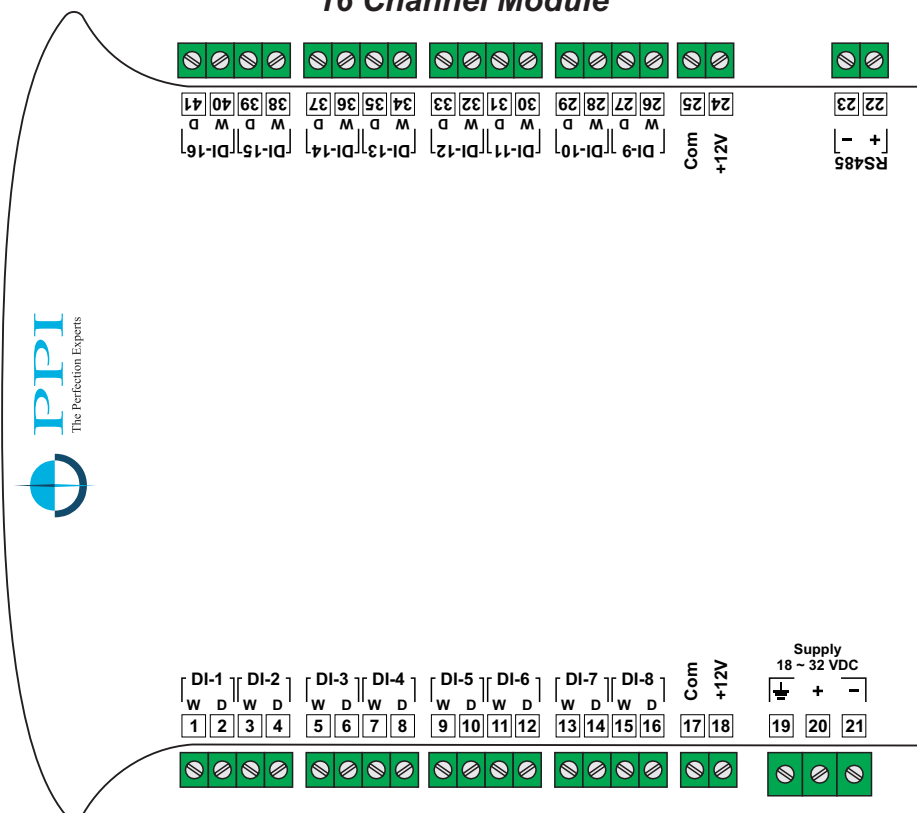 16 Channel Module
41 40 39 38 37 36 35 34 33 32 31 30 29 28 27 26 25 24 23 22
D W D W D W D W D W D W D W D W
DI-16 DI-15 DI-14 DI-13 DI-12 DI-11 DI-10 DI-9 Com +12V - +
RS485
PPI
The Perfection Experts
Supply
18 ~ 32 VDC
DI-1 DI-2 DI-3 DI-4 DI-5 DI-6 DI-7 DI-8 Com +12V + -
W D W D W D W D W D W D W D W D
1 2 3 4 5 6 7 8 9 10 11 12 13 14 15 16 17 18 19 20 21